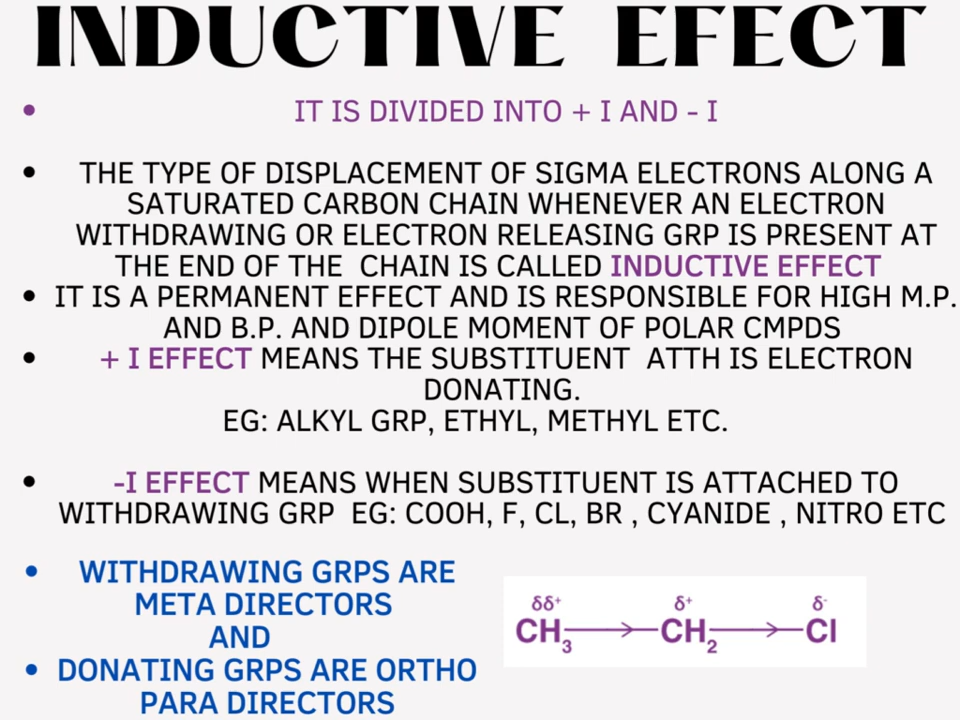 INDUCTIVE EFECT
• IT IS DIVIDED INTO + I AND - I
• THE TYPE OF DISPLACEMENT OF SIGMA ELECTRONS ALONG A
SATURATED CARBON CHAIN WHENEVER AN ELECTRON
WITHDRAWING OR ELECTRON RELEASING GRP IS PRESENT AT
THE END OF THE CHAIN IS CALLED INDUCTIVE EFFECT
• IT IS A PERMANENT EFFECT AND IS RESPONSIBLE FOR HIGH M.P.
AND B.P. AND DIPOLE MOMENT OF POLAR CMPDS
• + I EFFECT MEANS THE SUBSTITUENT ATTH IS ELECTRON
DONATING.
EG: ALKYL GRP, ETHYL, METHYL ETC.
• -I EFFECT MEANS WHEN SUBSTITUENT IS ATTACHED TO
WITHDRAWING GRP EG: COOH, F, CL, BR , CYANIDE , NITRO ETC
• WITHDRAWING GRPS ARE
META DIRECTORS
AND
• DONATING GRPS ARE ORTHO
PARA DIRECTORS
δδ⁺ δ⁺ δ⁻
CH₃ CH₂ Cl